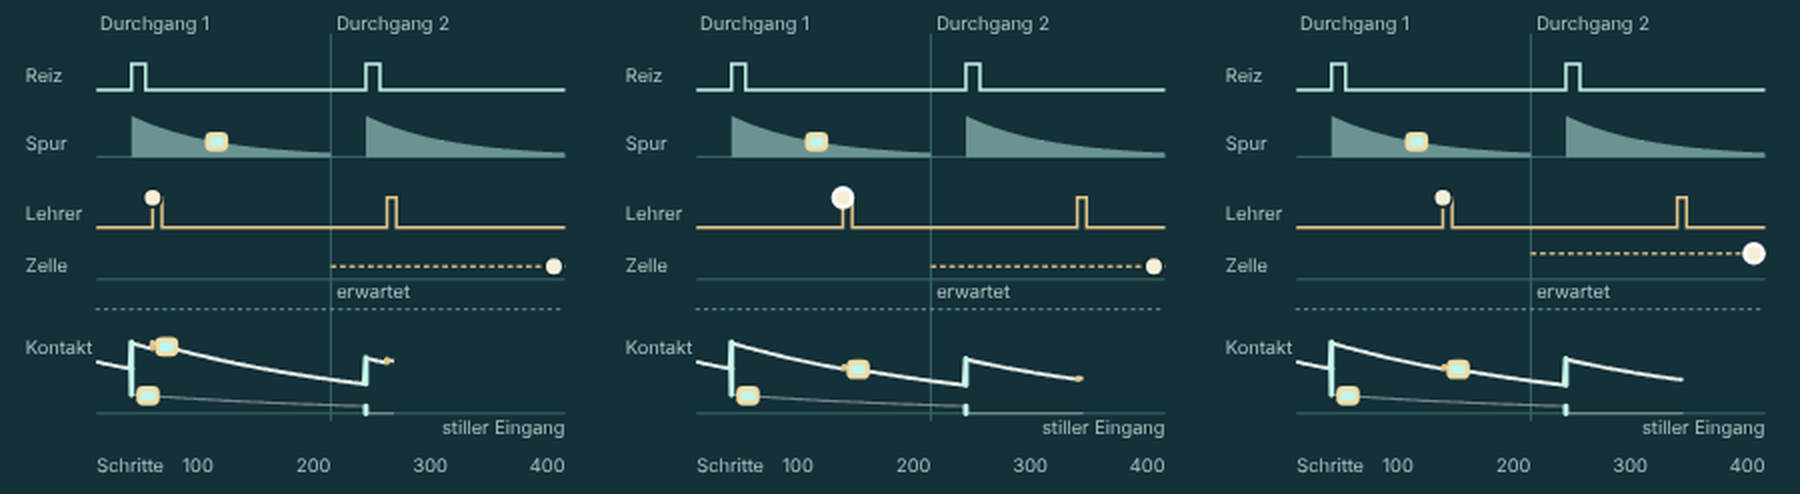 Durchgang 1 Durchgang 2
Reiz
Spur
Lehrer
Zelle
erwartet
Kontakt
stiller Eingang
Schritte 100 200 300 400
Durchgang 1 Durchgang 2
Reiz
Spur
Lehrer
Zelle
erwartet
Kontakt
stiller Eingang
Schritte 100 200 300 400
Durchgang 1 Durchgang 2
Reiz
Spur
Lehrer
Zelle
erwartet
Kontakt
stiller Eingang
Schritte 100 200 300 400